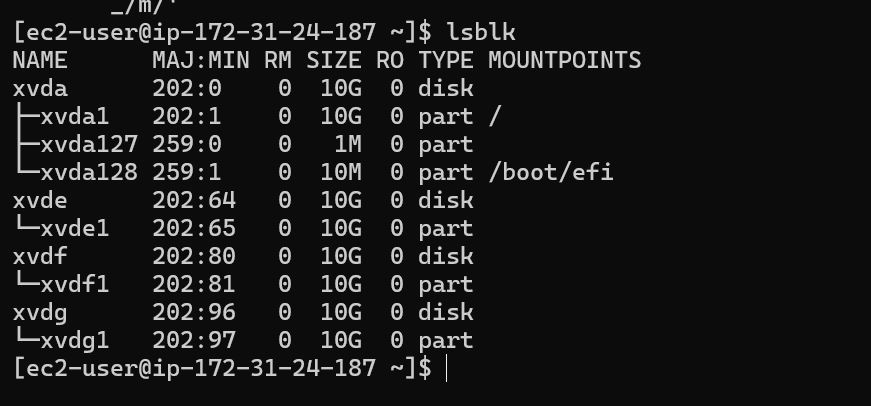 _/m/'
[ec2-user@ip-172-31-24-187 ~]$ lsblk
NAME      MAJ:MIN RM SIZE RO TYPE MOUNTPOINTS
xvda      202:0    0  10G  0 disk
├─xvda1   202:1    0  10G  0 part /
├─xvda127 259:0    0   1M  0 part
└─xvda128 259:1    0  10M  0 part /boot/efi
xvde      202:64   0  10G  0 disk
└─xvde1   202:65   0  10G  0 part
xvdf      202:80   0  10G  0 disk
└─xvdf1   202:81   0  10G  0 part
xvdg      202:96   0  10G  0 disk
└─xvdg1   202:97   0  10G  0 part
[ec2-user@ip-172-31-24-187 ~]$